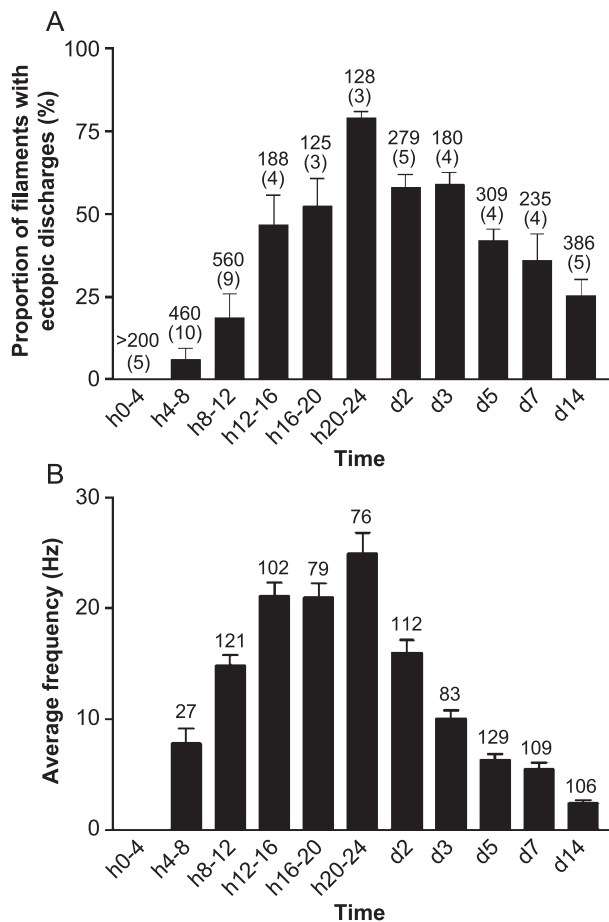 A
Proportion of filaments with
ectopic discharges (%)
100
75
50
25
0
>200
(5)
460
(10)
560
(9)
188
(4)
125
(3)
128
(3)
279
(5)
180
(4)
309
(4)
235
(4)
386
(5)
h0-4
h4-8
h8-12
h12-16
h16-20
h20-24
d2
d3
d5
d7
d14
Time
B
Average frequency (Hz)
30
20
10
0
27
121
102
79
76
112
83
129
109
106
h0-4
h4-8
h8-12
h12-16
h16-20
h20-24
d2
d3
d5
d7
d14
Time